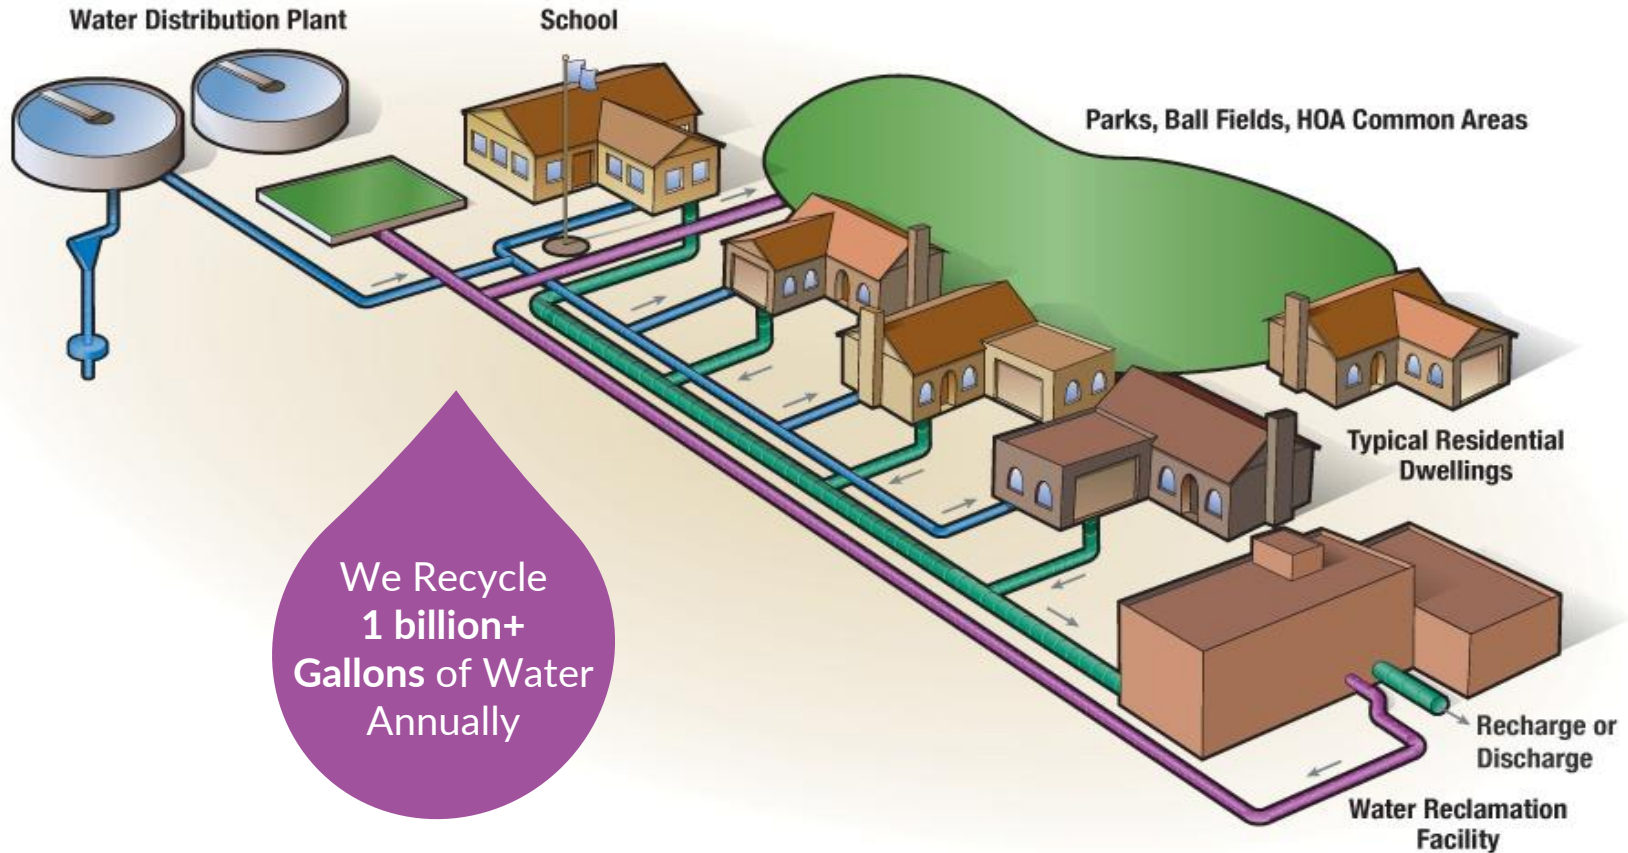 Water Distribution Plant
School
Parks, Ball Fields, HOA Common Areas
Typical Residential
Dwellings
We Recycle
1 billion+
Gallons of Water
Annually
Recharge or
Discharge
Water Reclamation
Facility